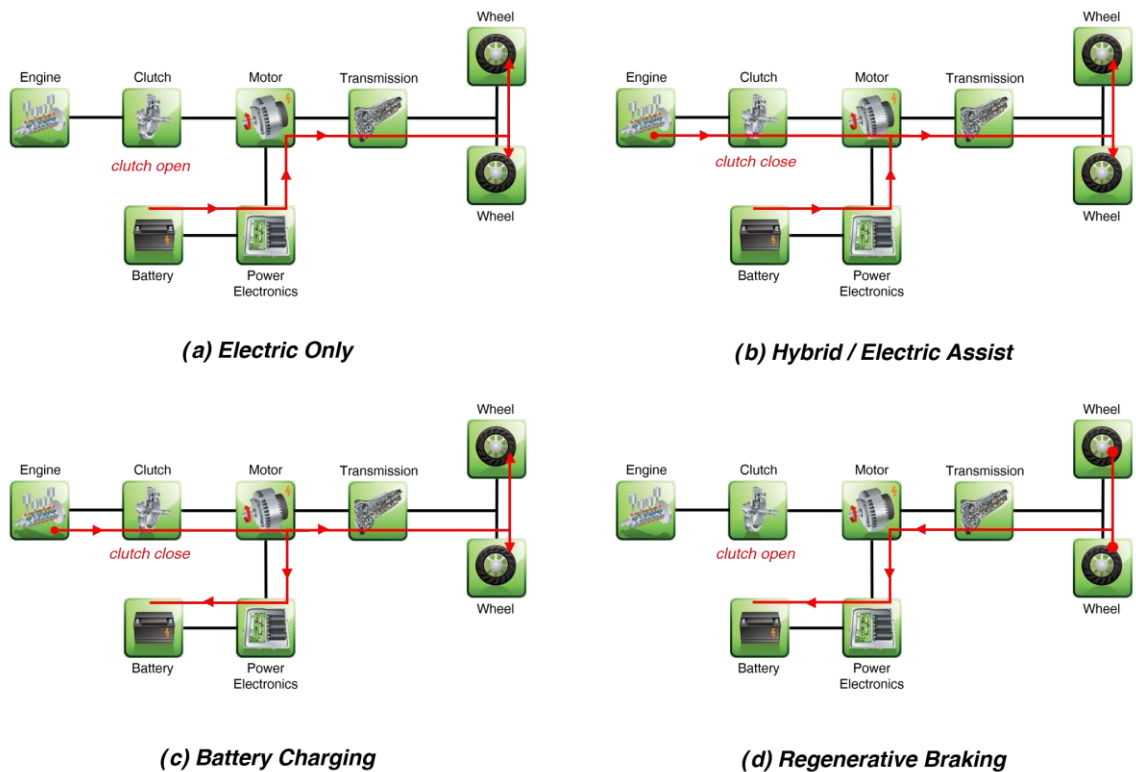 Wheel
Engine Clutch Motor Transmission
clutch open
Wheel
Battery Power
Electronics
(a) Electric Only
Wheel
Engine Clutch Motor Transmission
clutch close
Wheel
Battery Power
Electronics
(b) Hybrid / Electric Assist
Wheel
Engine Clutch Motor Transmission
clutch close
Wheel
Battery Power
Electronics
(c) Battery Charging
Wheel
Engine Clutch Motor Transmission
clutch open
Wheel
Battery Power
Electronics
(d) Regenerative Braking